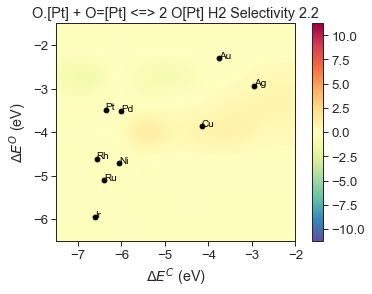 O.[Pt] + O=[Pt] <=> 2 O[Pt] H2 Selectivity 2.2
ΔE^O (eV)
−2
−3
−4
−5
−6
Au
Ag
Pt
Pd
Cu
Rh
Ni
Ru
Ir
10.0
7.5
5.0
2.5
0.0
−2.5
−5.0
−7.5
−10.0
−7 −6 −5 −4 −3 −2
ΔE^C (eV)